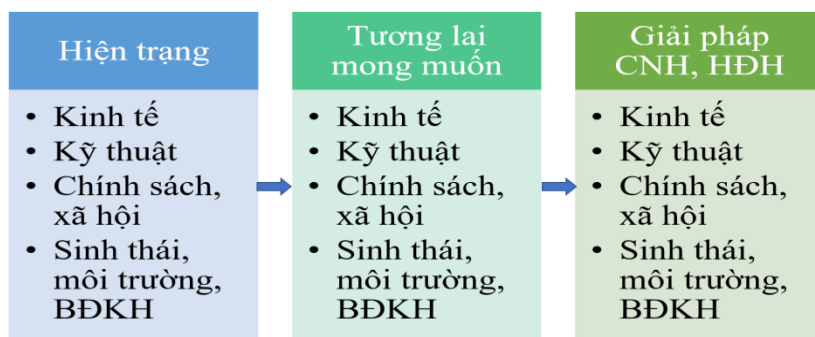 Hiện trạng
• Kinh tế
• Kỹ thuật
• Chính sách,
xã hội
• Sinh thái,
môi trường,
BĐKH
Tương lai
mong muốn
• Kinh tế
• Kỹ thuật
• Chính sách,
xã hội
• Sinh thái,
môi trường,
BĐKH
Giải pháp
CNH, HĐH
• Kinh tế
• Kỹ thuật
• Chính sách,
xã hội
• Sinh thái,
môi trường,
BĐKH